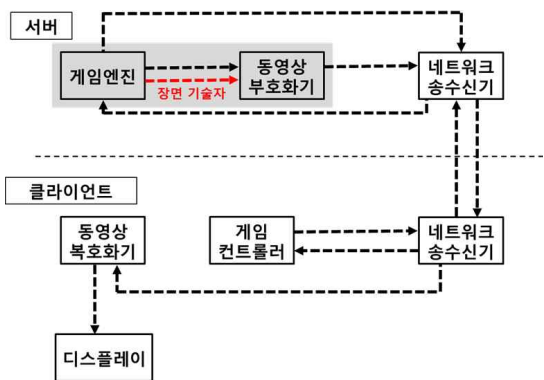 서버
게임엔진
장면 기술자
동영상
부호화기
네트워크
송수신기
클라이언트
동영상
복호화기
게임
컨트롤러
네트워크
송수신기
디스플레이